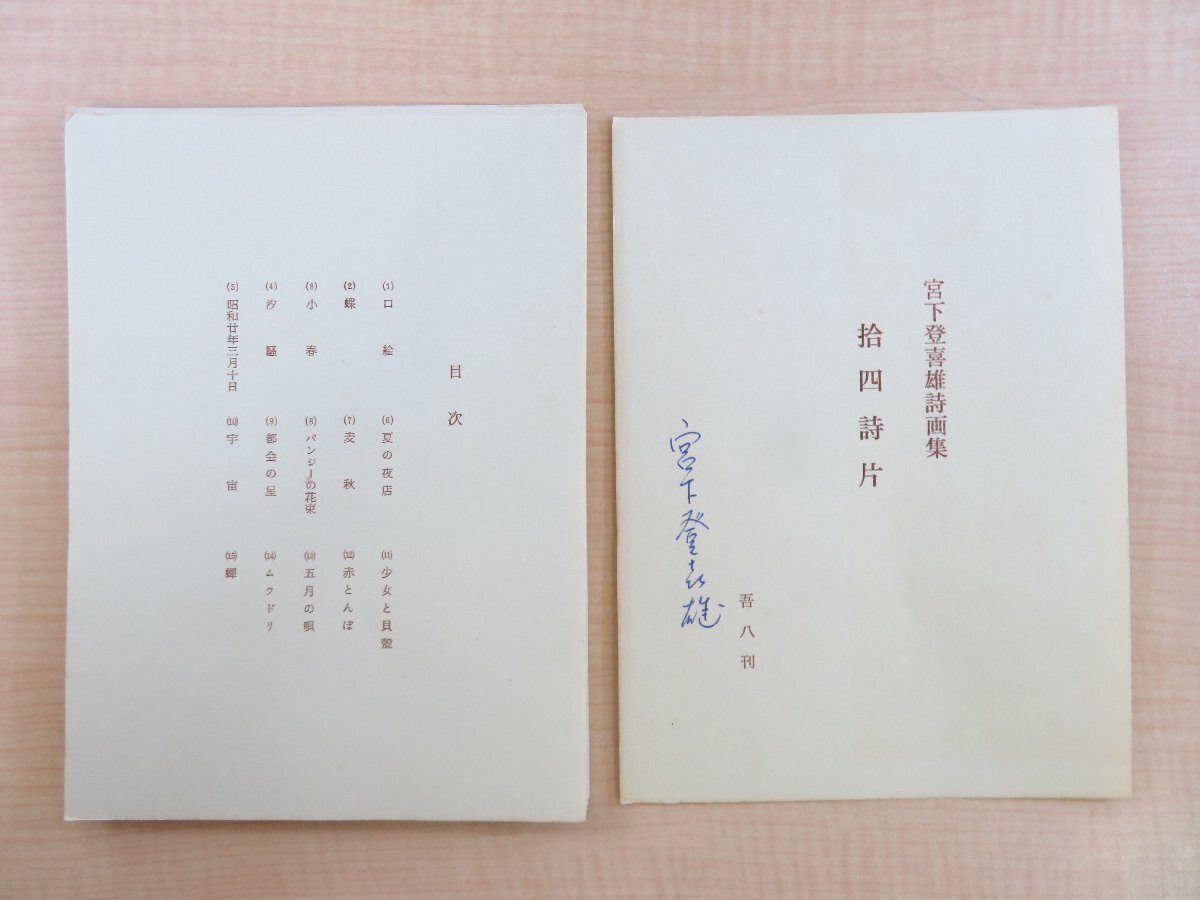 目次
(1) 口絵
(2) 蝶
(3) 小春
(4) 汐騒
(5) 昭和廿年三月十日
(6) 夏の夜店
(7) 麦秋
(8) パンジーの花束
(9) 都会の星
(10) 宇宙
(11) 少女と貝殻
(12) 赤とんぼ
(13) 五月の唄
(14) ムクドリ
(15) 蟬
宮下登喜雄詩画集
拾四詩片
吾八刊
宮下登喜雄